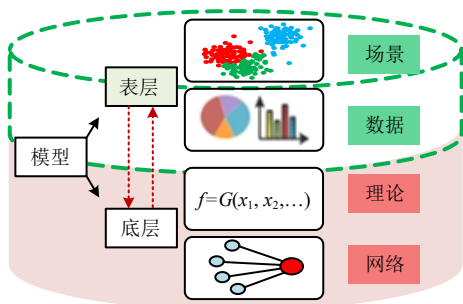 场景
表层
数据
模型
f=G(x₁, x₂,…)
理论
底层
网络